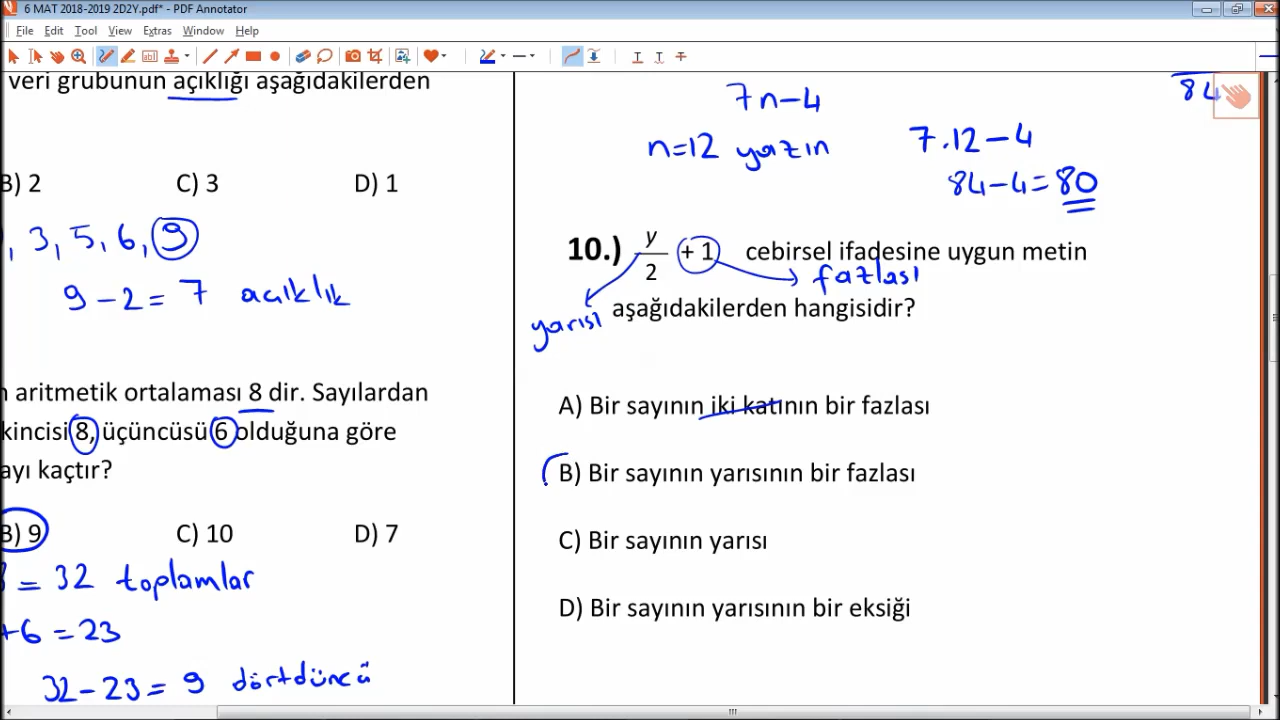 6 MAT 2018-2019 2D2Y.pdf* - PDF Annotator
File Edit Tool View Extras Window Help
veri grubunun açıklığı aşağıdakilerden
B) 2 C) 3 D) 1
, 3, 5, 6, 9
9 - 2 = 7 acıklık
aritmetik ortalaması 8 dir. Sayılardan
kincisi 8, üçüncüsü 6 olduğuna göre
ayı kaçtır?
B) 9 C) 10 D) 7
= 32 toplamlar
+6 = 23
32 - 23 = 9 dörtdüncü
84
7n-4
n=12 yazın
7.12-4
84-4=80
10.) y/2 + 1 cebirsel ifadesine uygun metin
fazlası
yarısı
aşağıdakilerden hangisidir?
A) Bir sayının iki katının bir fazlası
B) Bir sayının yarısının bir fazlası
C) Bir sayının yarısı
D) Bir sayının yarısının bir eksiği